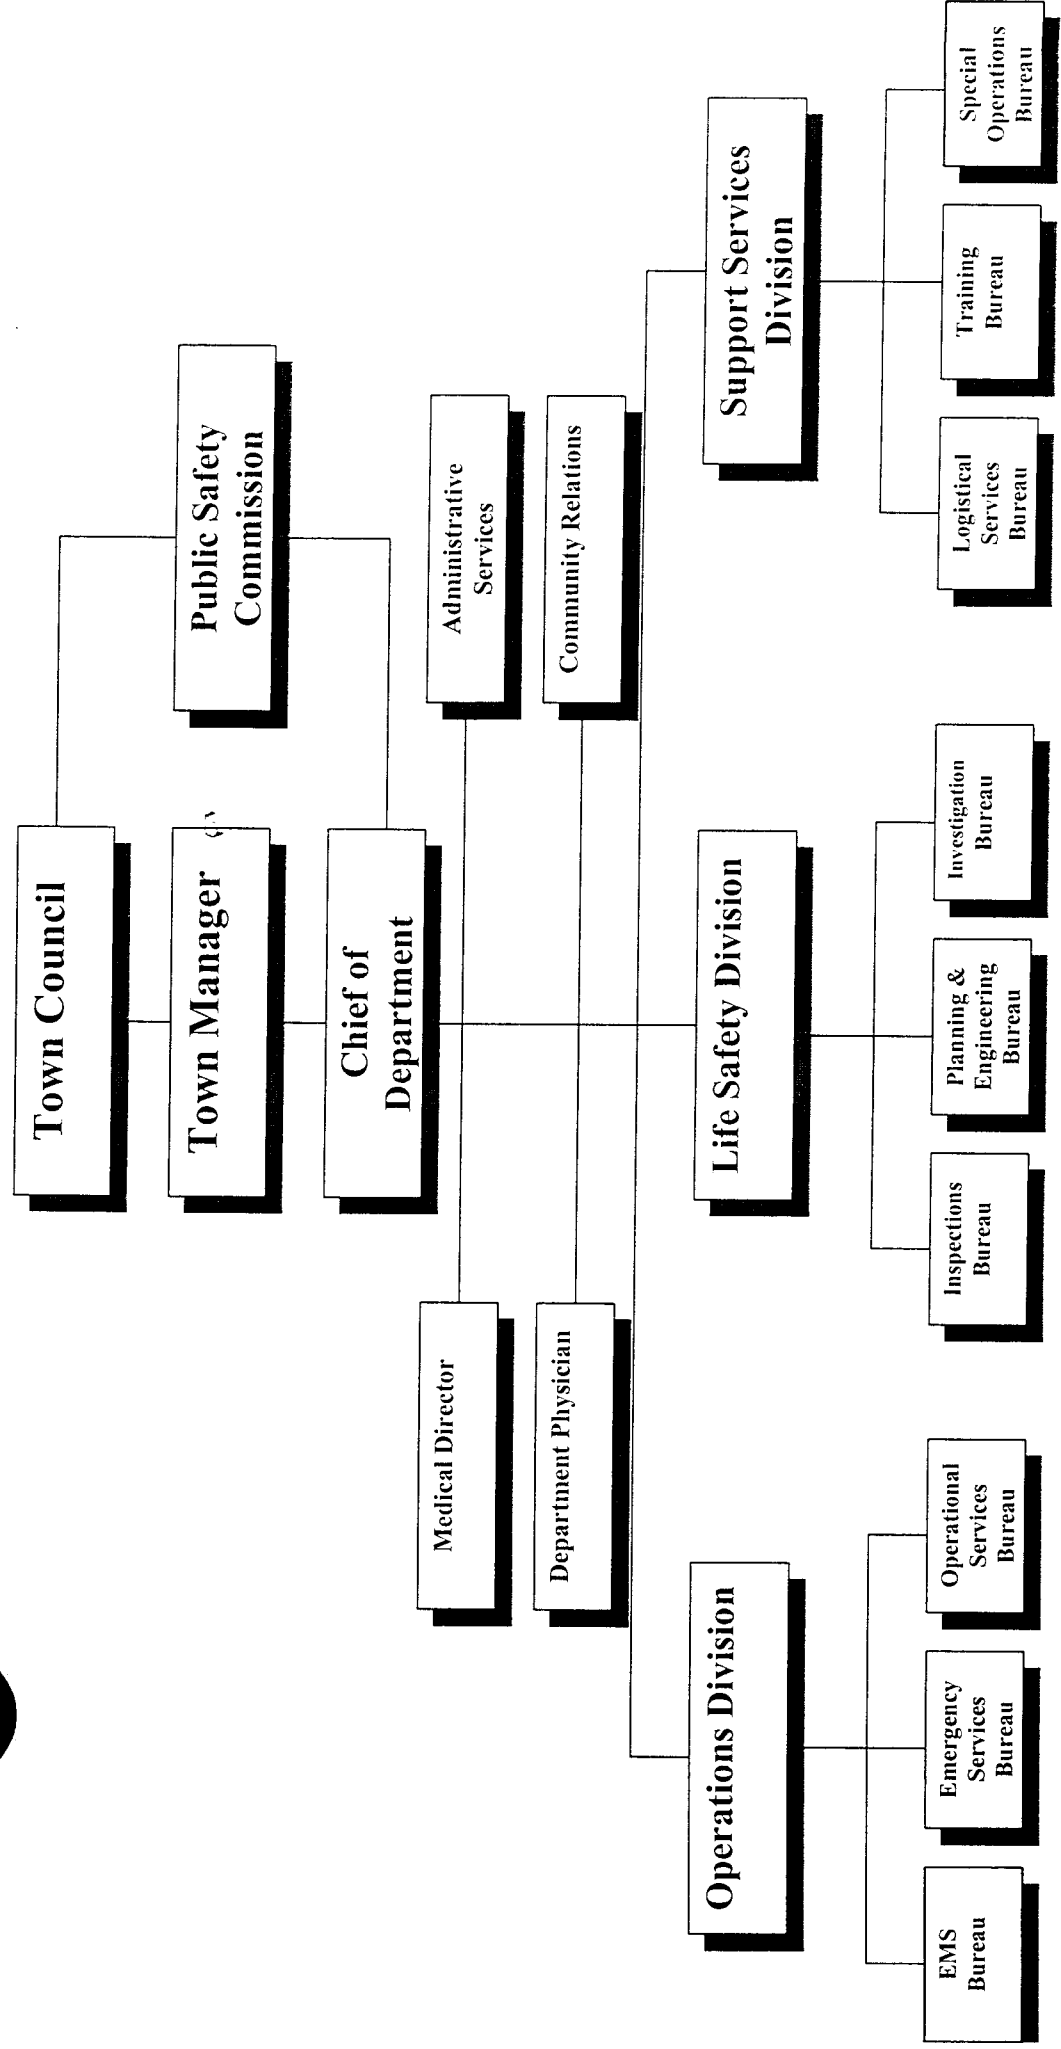 Town Council
Public Safety
Commission
Town Manager
Chief of
Department
Medical Director
Administrative
Services
Department Physician
Community Relations
Operations Division
Life Safety Division
Support Services
Division
EMS
Bureau
Emergency
Services
Bureau
Operational
Services
Bureau
Inspections
Bureau
Planning &
Engineering
Bureau
Investigation
Bureau
Logistical
Services
Bureau
Training
Bureau
Special
Operations
Bureau